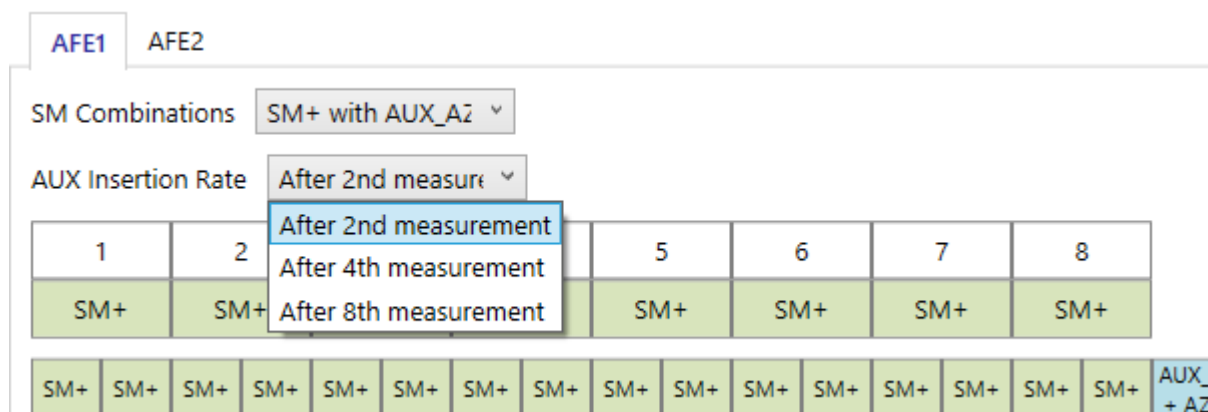 AFE1 AFE2
SM Combinations SM+ with AUX_AZ
AUX Insertion Rate After 2nd measure
After 2nd measurement
After 4th measurement
After 8th measurement
1 2 5 6 7 8
SM+ SM+ SM+ SM+ SM+ SM+
SM+ SM+ SM+ SM+ SM+ SM+ SM+ SM+ SM+ SM+ SM+ SM+ SM+ SM+ SM+ SM+ AUX_
+ AZ